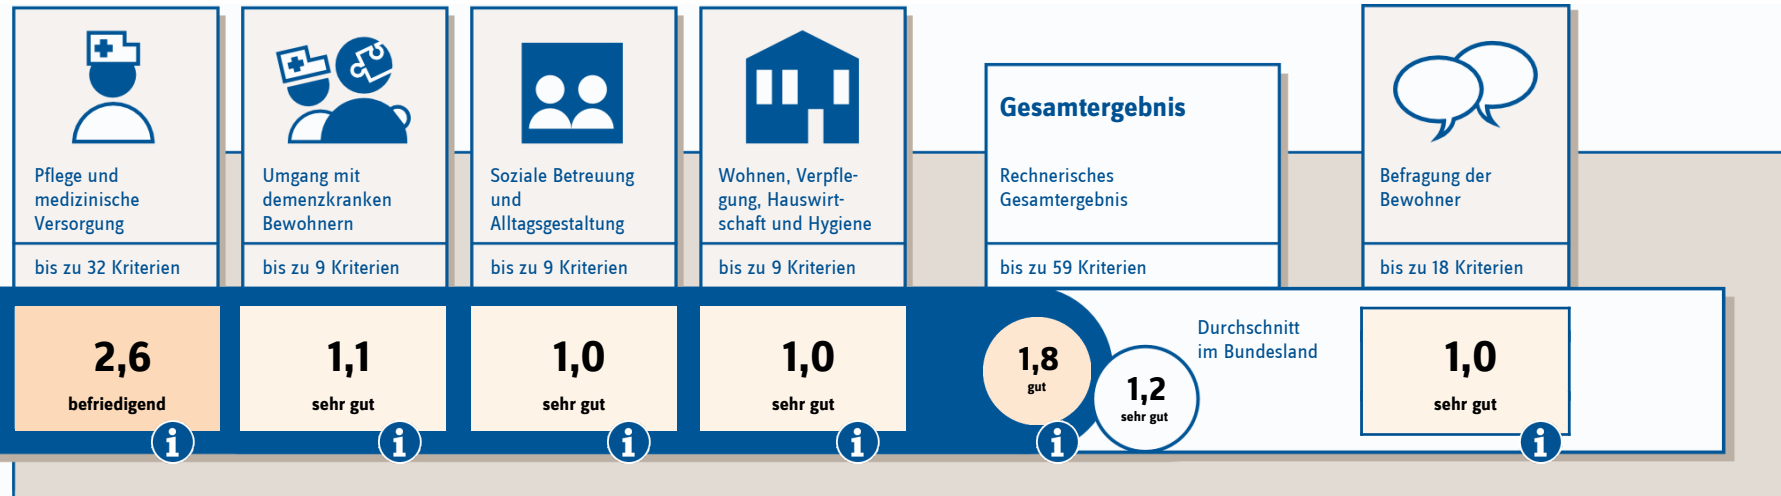 Pflege und
medizinische
Versorgung
bis zu 32 Kriterien
2,6
befriedigend
i
Umgang mit
demenzkranken
Bewohnern
bis zu 9 Kriterien
1,1
sehr gut
i
Soziale Betreuung
und
Alltagsgestaltung
bis zu 9 Kriterien
1,0
sehr gut
i
Wohnen, Verpfle-
gung, Hauswirt-
schaft und Hygiene
bis zu 9 Kriterien
1,0
sehr gut
i
Gesamtergebnis
Rechnerisches
Gesamtergebnis
bis zu 59 Kriterien
1,8
gut
i
1,2
sehr gut
Durchschnitt
im Bundesland
Befragung der
Bewohner
bis zu 18 Kriterien
1,0
sehr gut
i